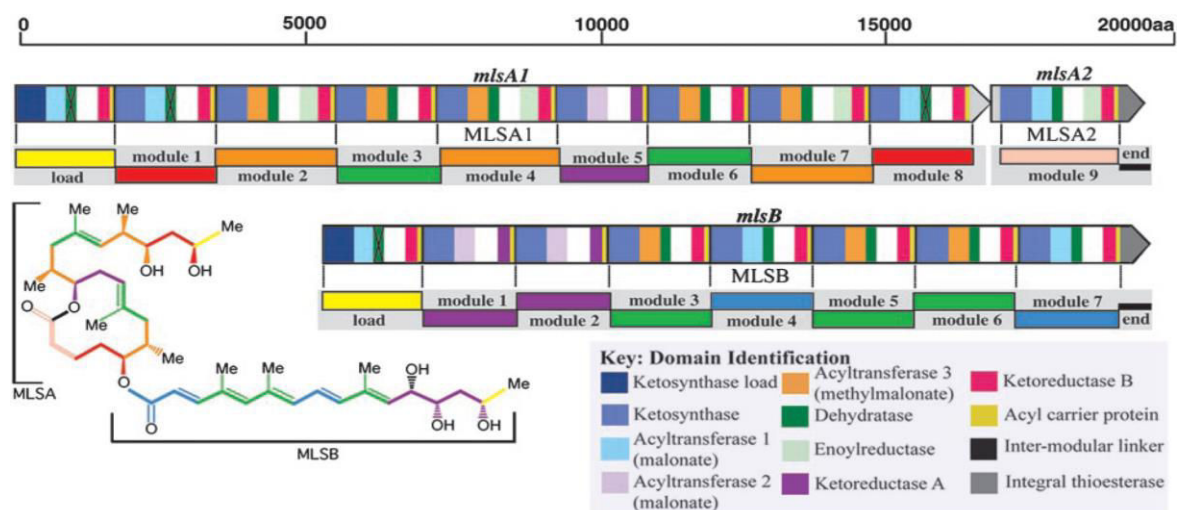 0 5000 10000 15000 20000aa
mlsA1 mlsA2
MLSA1 MLSA2
module 1 module 3 module 5 module 7 end
load module 2 module 4 module 6 module 8 module 9
mlsB
MLSB
module 1 module 3 module 5 module 7
load module 2 module 4 module 6 end
Me Me Me
OH OH
Me
O
O
Me
Me
MLSA
O
O
Me Me Me OH Me
OH OH
MLSB
Key: Domain Identification
Ketosynthase load
Ketosynthase
Acyltransferase 1
(malonate)
Acyltransferase 2
(malonate)
Acyltransferase 3
(methylmalonate)
Dehydratase
Enoylreductase
Ketoreductase A
Ketoreductase B
Acyl carrier protein
Inter-modular linker
Integral thioesterase